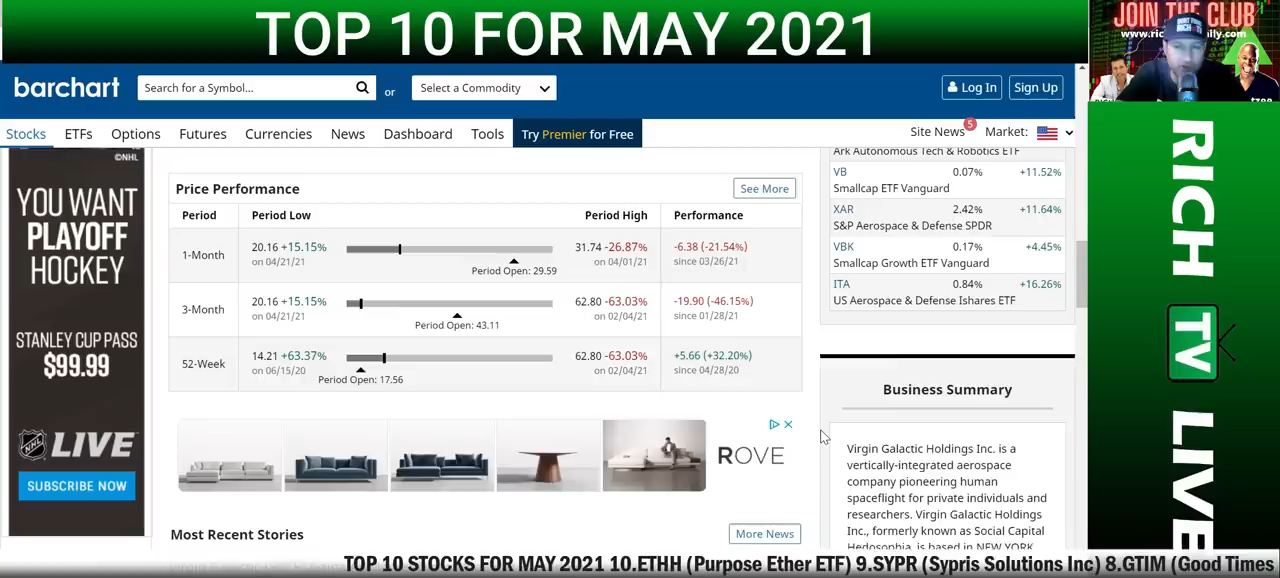 TOP 10 FOR MAY 2021
JOIN THE CLUB
barchart
Search for a Symbol...
or
Select a Commodity
Log In
Sign Up
Stocks
ETFs
Options
Futures
Currencies
News
Dashboard
Tools
Try Premier for Free
Site News
5
Market:
©NHL
YOU WANT
PLAYOFF
HOCKEY
STANLEY CUP PASS
$99.99
NHL LIVE™
SUBSCRIBE NOW
Price Performance
See More
Period
Period Low
Period High
Performance
1-Month
20.16 +15.15%
on 04/21/21
Period Open: 29.59
31.74 -26.87%
on 04/01/21
-6.38 (-21.54%)
since 03/26/21
3-Month
20.16 +15.15%
on 04/21/21
Period Open: 43.11
62.80 -63.03%
on 02/04/21
-19.90 (-46.15%)
since 01/28/21
52-Week
14.21 +63.37%
on 06/15/20
Period Open: 17.56
62.80 -63.03%
on 02/04/21
+5.66 (+32.20%)
since 04/28/20
ROVE
Most Recent Stories
More News
Ark Autonomous Tech & Robotics ETF
VB 0.07% +11.52%
Smallcap ETF Vanguard
XAR 2.42% +11.64%
S&P Aerospace & Defense SPDR
VBK 0.17% +4.45%
Smallcap Growth ETF Vanguard
ITA 0.84% +16.26%
US Aerospace & Defense Ishares ETF
Business Summary
Virgin Galactic Holdings Inc. is a
vertically-integrated aerospace
company pioneering human
spaceflight for private individuals and
researchers. Virgin Galactic Holdings
Inc., formerly known as Social Capital
Hedosophia, is based in NEW YORK
RICH
TV
LIVE
TOP 10 STOCKS FOR MAY 2021 10.ETHH (Purpose Ether ETF) 9.SYPR (Sypris Solutions Inc) 8.GTIM (Good Times